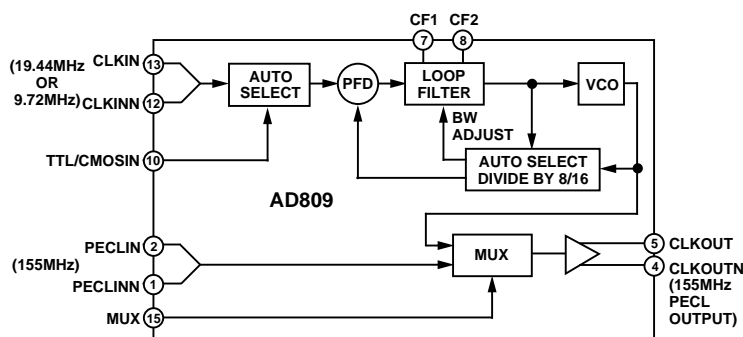 CF1 CF2
7 8
(19.44MHz
OR
9.72MHz)
CLKIN 13
CLKINN 12
AUTO
SELECT
PFD
LOOP
FILTER
VCO
BW
ADJUST
TTL/CMOSIN 10
AUTO SELECT
DIVIDE BY 8/16
AD809
PECLIN 2
(155MHz)
PECLINN 1
MUX
5 CLKOUT
4 CLKOUTN
(155MHz
PECL
OUTPUT)
MUX 15